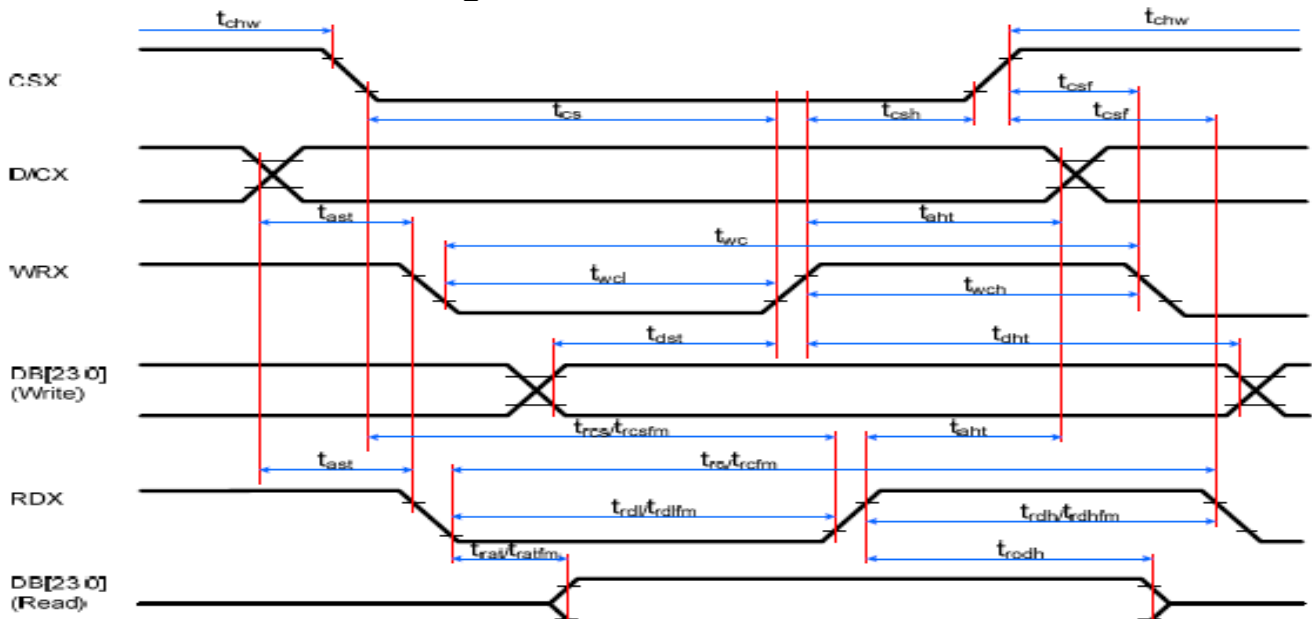 tchw
tchw
CSX
tcsf
tcs
tcsh
tcsf
D/CX
tast
taht
twc
WRX
twcl
twch
tdst
tdht
DB[23:0]
(Write)
trcs/trcsfm
taht
tast
trc/trcfm
RDX
trdl/trdlfm
trdh/trdhfm
trat/tratfm
trodh
DB[23:0]
(Read)